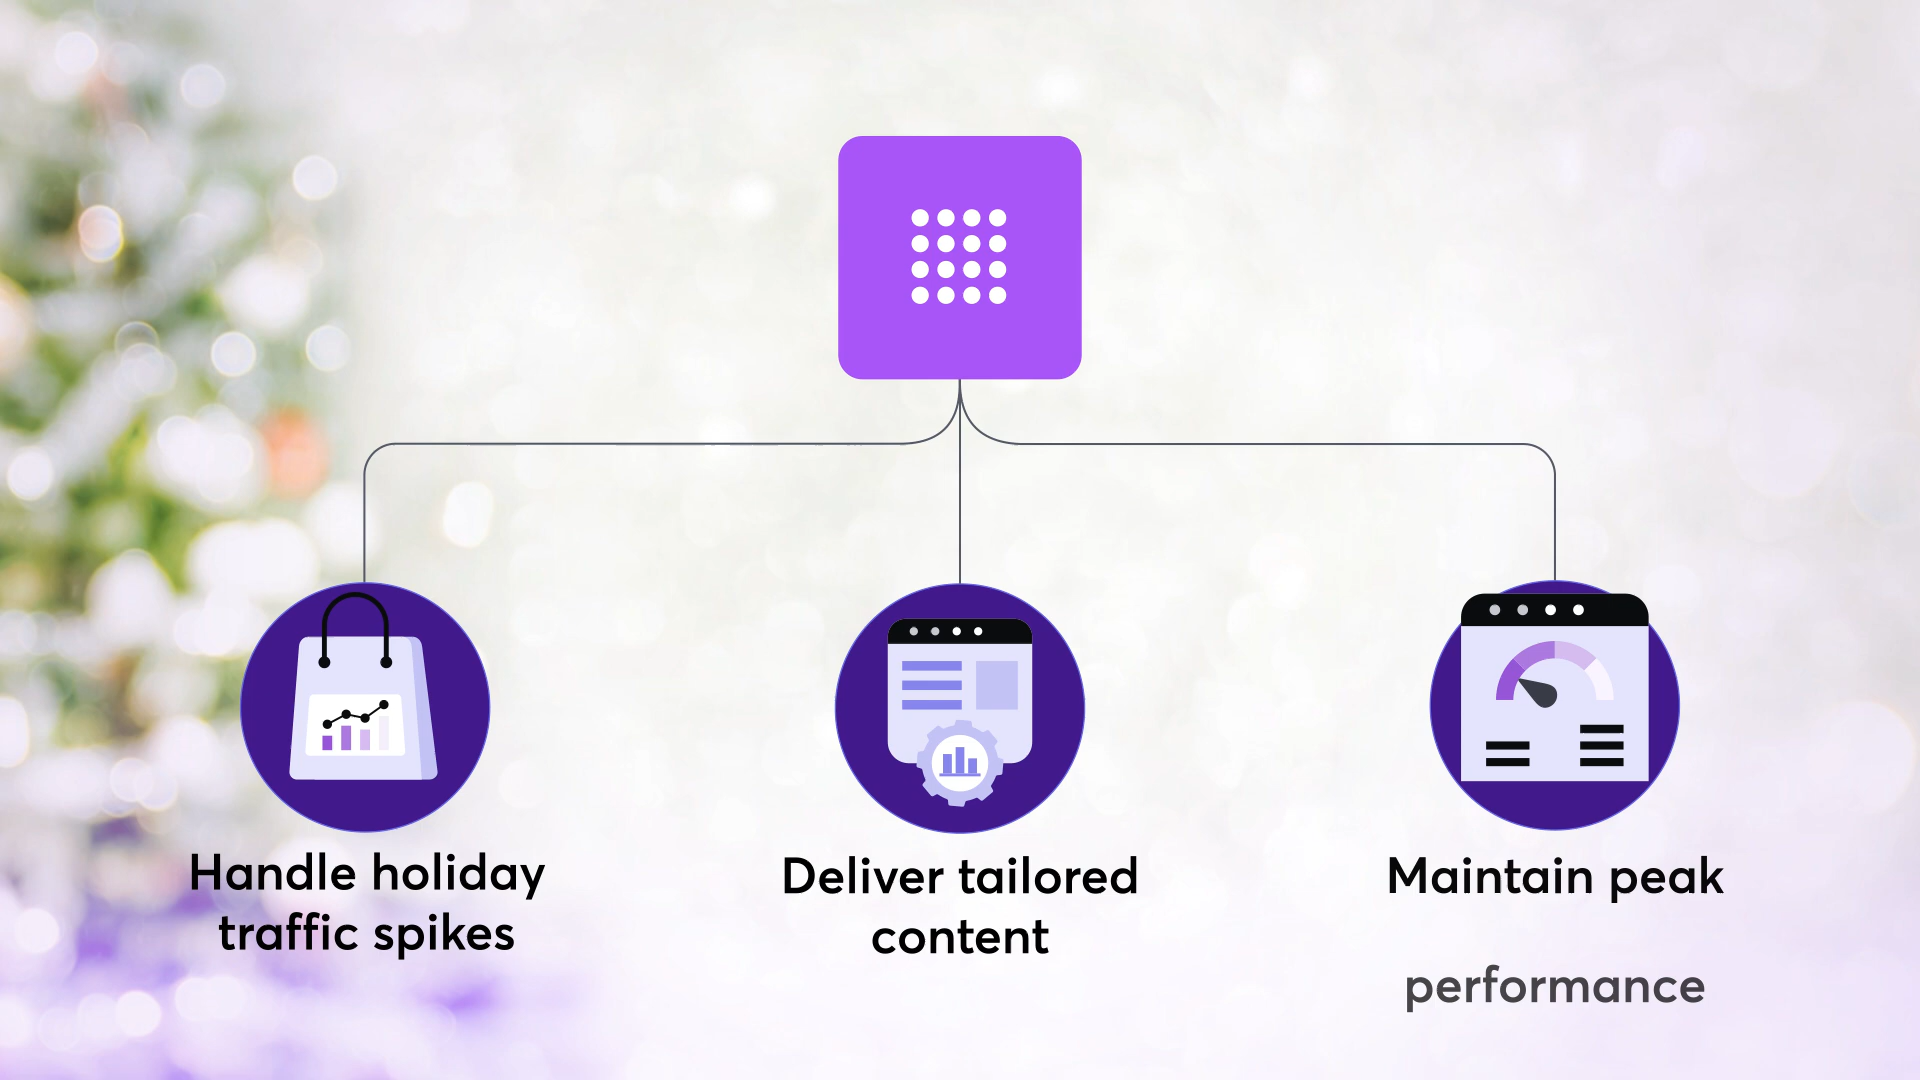 Handle holiday
traffic spikes
Deliver tailored
content
Maintain peak
performance